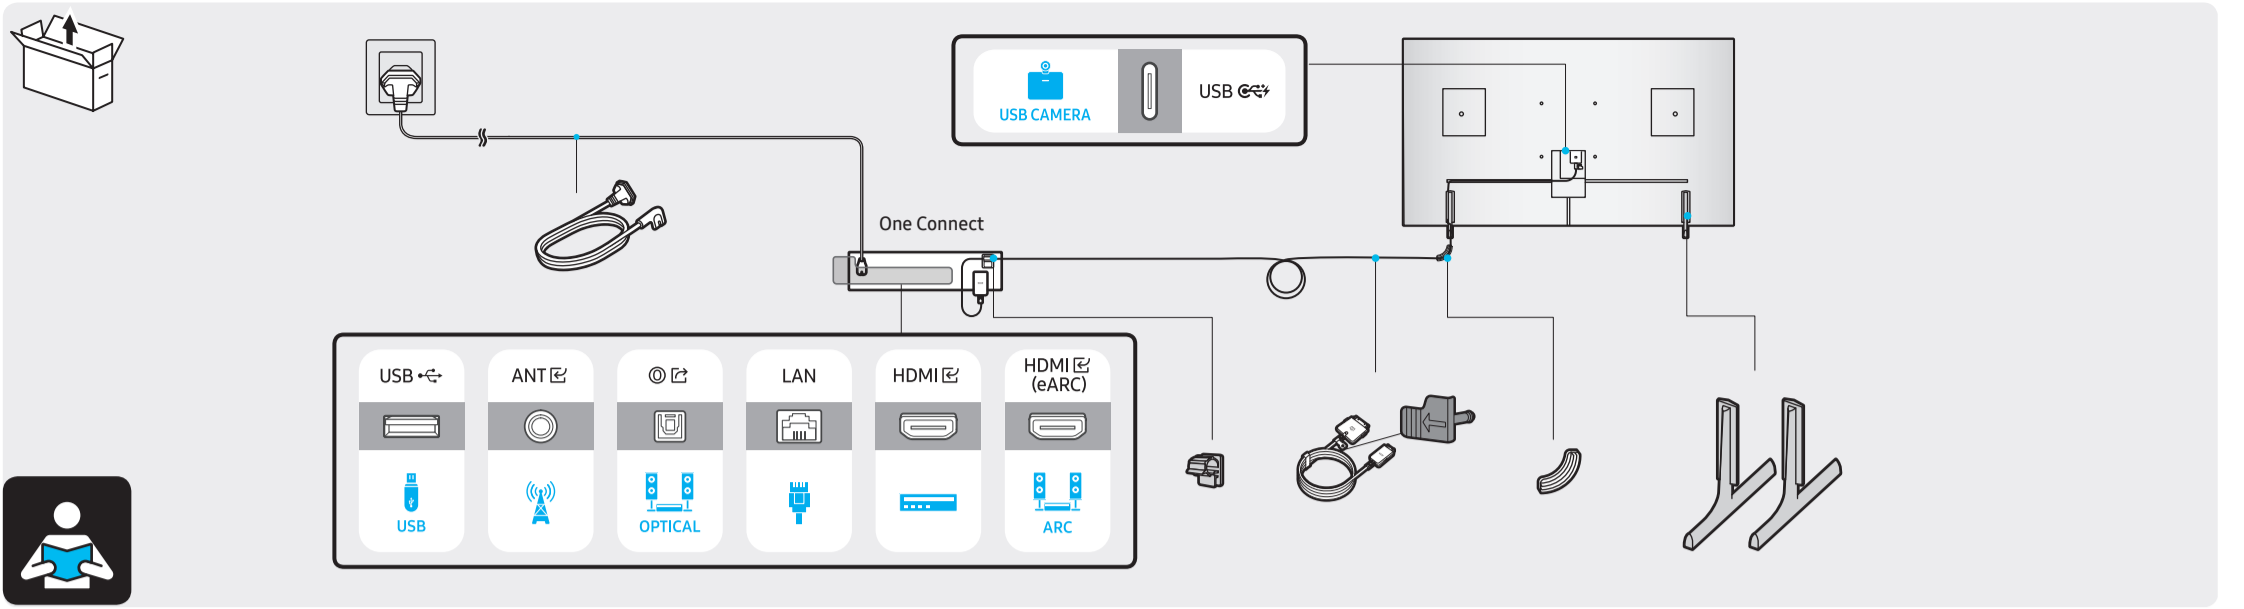 USB CAMERA
USB
One Connect
USB
ANT
LAN
HDMI
HDMI
(eARC)
USB
OPTICAL
ARC